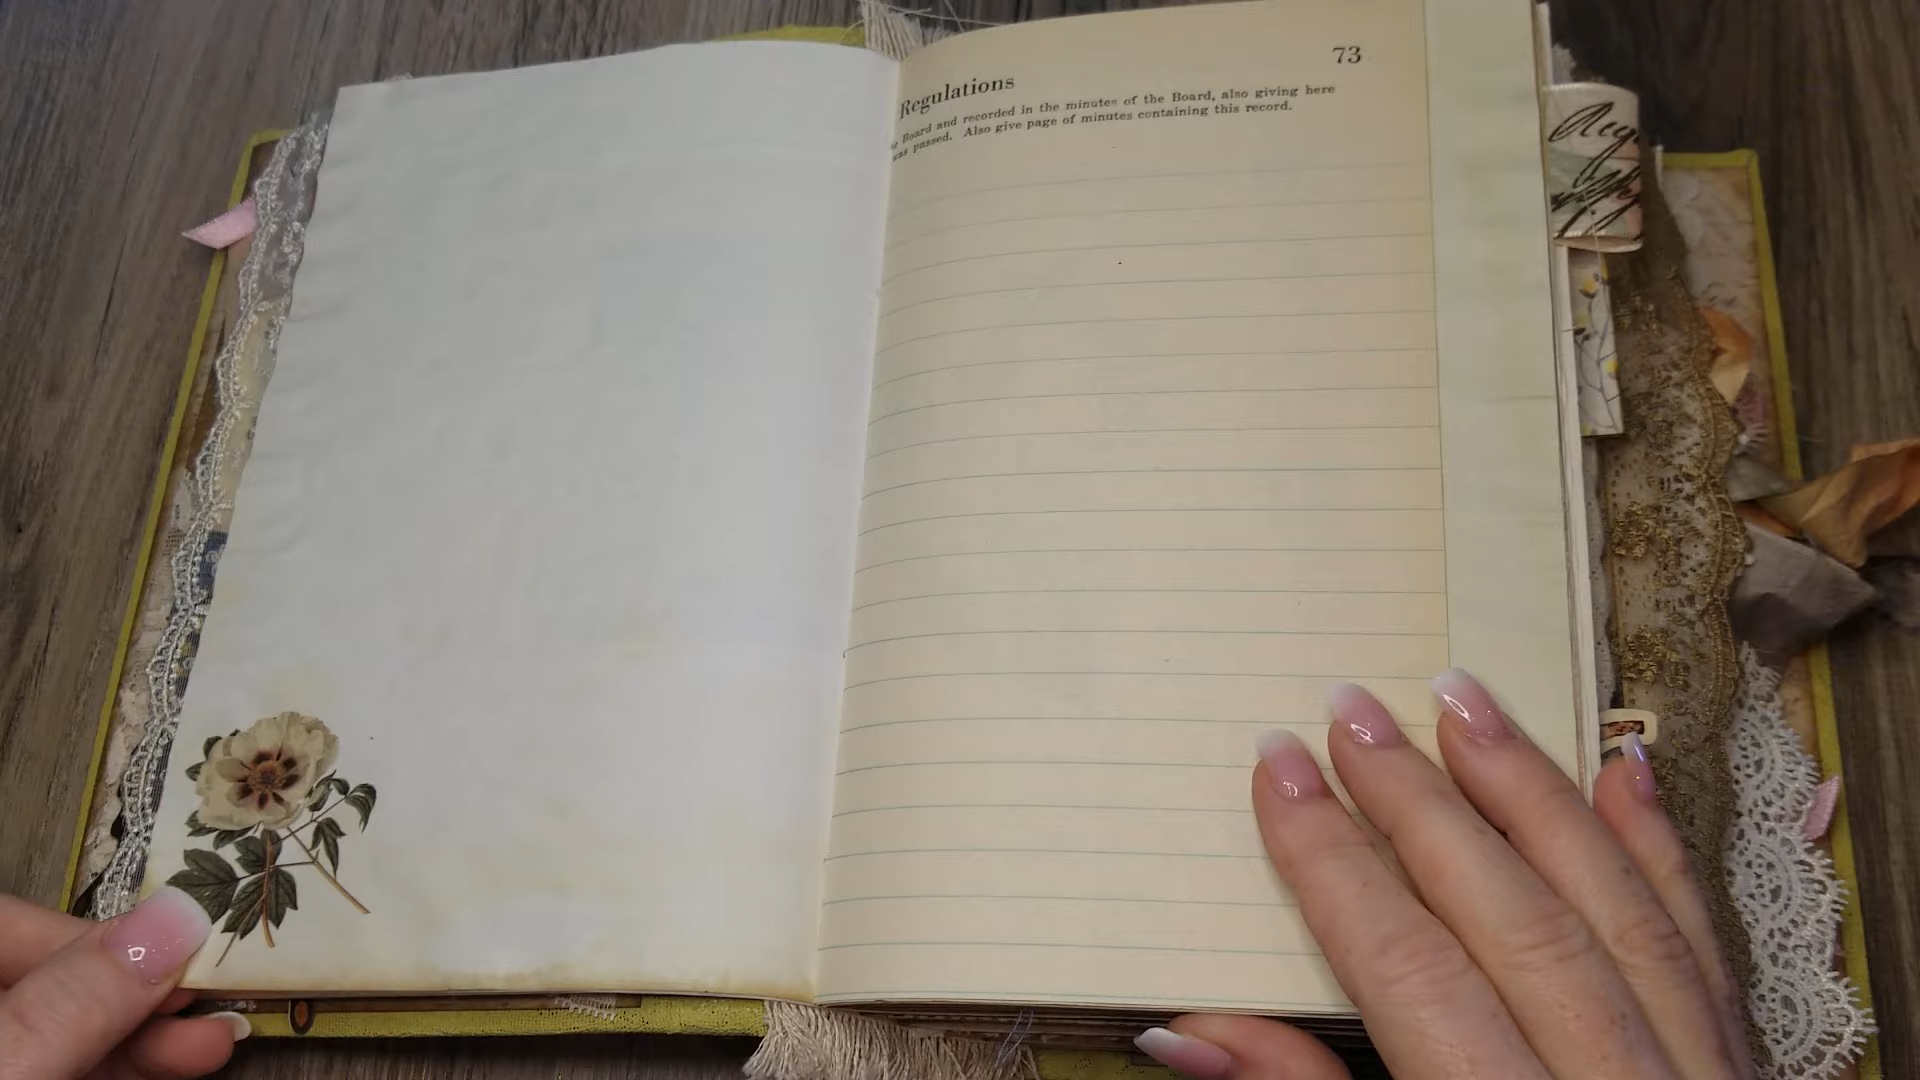 73
Regulations
Board and recorded in the minutes of the Board, also giving here
was passed. Also give page of minutes containing this record.